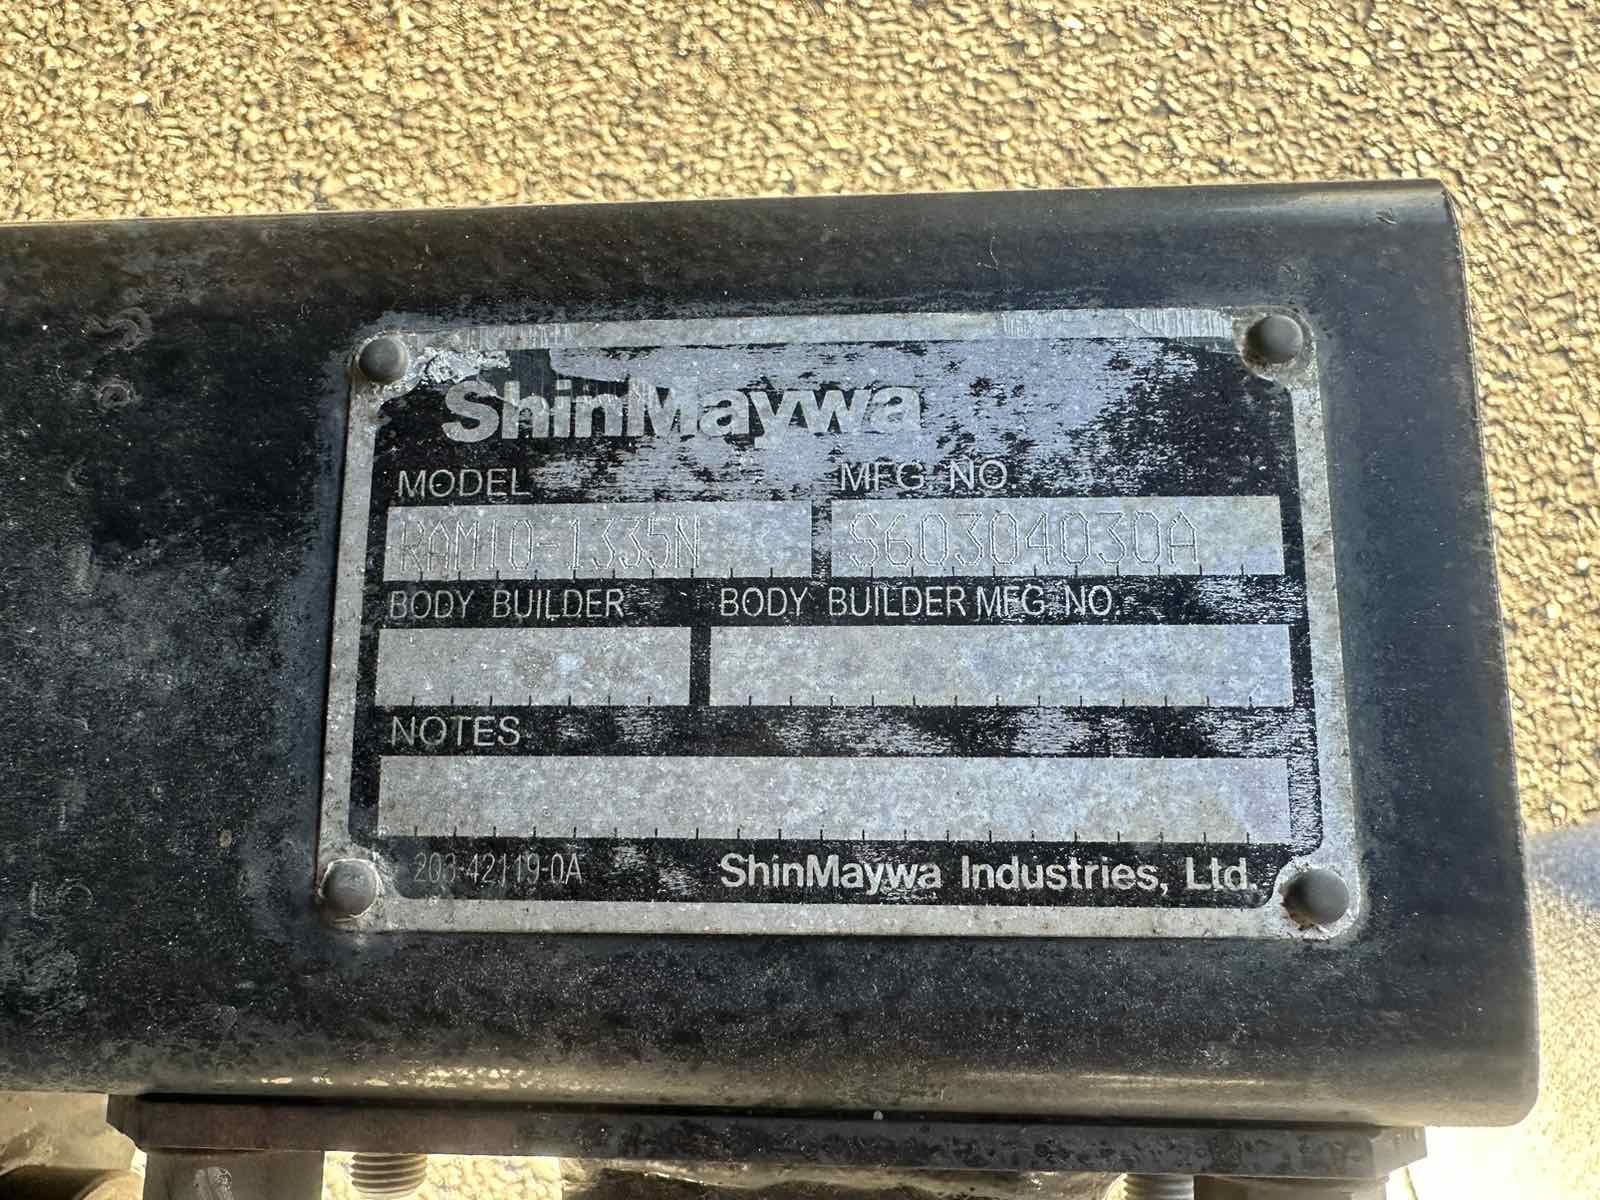 ShinMaywa
MODEL MFG NO.
RAM10-1335N S60304030A
BODY BUILDER BODY BUILDER MFG. NO.
NOTES
203-42119-0A ShinMaywa Industries, Ltd.